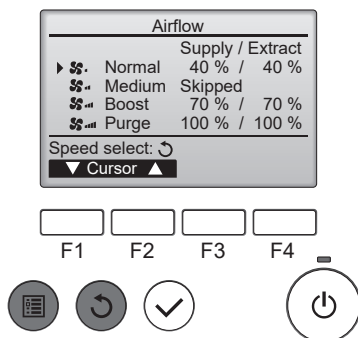 Airflow
Supply / Extract
Normal 40 % / 40 %
Medium Skipped
Boost 70 % / 70 %
Purge 100 % / 100 %
Speed select:
▼ Cursor ▲
F1 F2 F3 F4